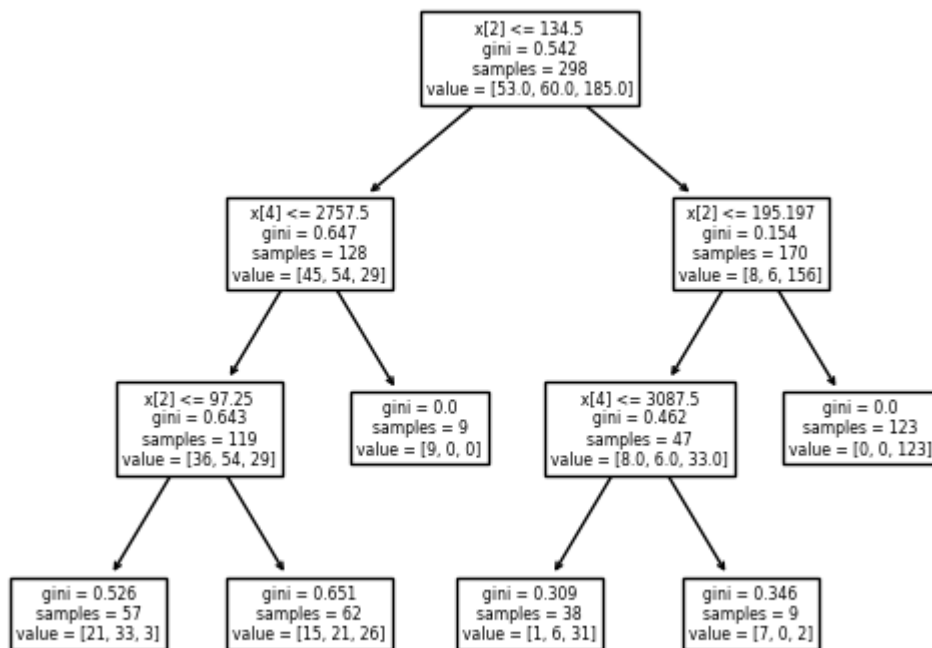 x[2] <= 134.5
gini = 0.542
samples = 298
value = [53.0, 60.0, 185.0]
x[4] <= 2757.5
gini = 0.647
samples = 128
value = [45, 54, 29]
x[2] <= 195.197
gini = 0.154
samples = 170
value = [8, 6, 156]
x[2] <= 97.25
gini = 0.643
samples = 119
value = [36, 54, 29]
gini = 0.0
samples = 9
value = [9, 0, 0]
x[4] <= 3087.5
gini = 0.462
samples = 47
value = [8.0, 6.0, 33.0]
gini = 0.0
samples = 123
value = [0, 0, 123]
gini = 0.526
samples = 57
value = [21, 33, 3]
gini = 0.651
samples = 62
value = [15, 21, 26]
gini = 0.309
samples = 38
value = [1, 6, 31]
gini = 0.346
samples = 9
value = [7, 0, 2]